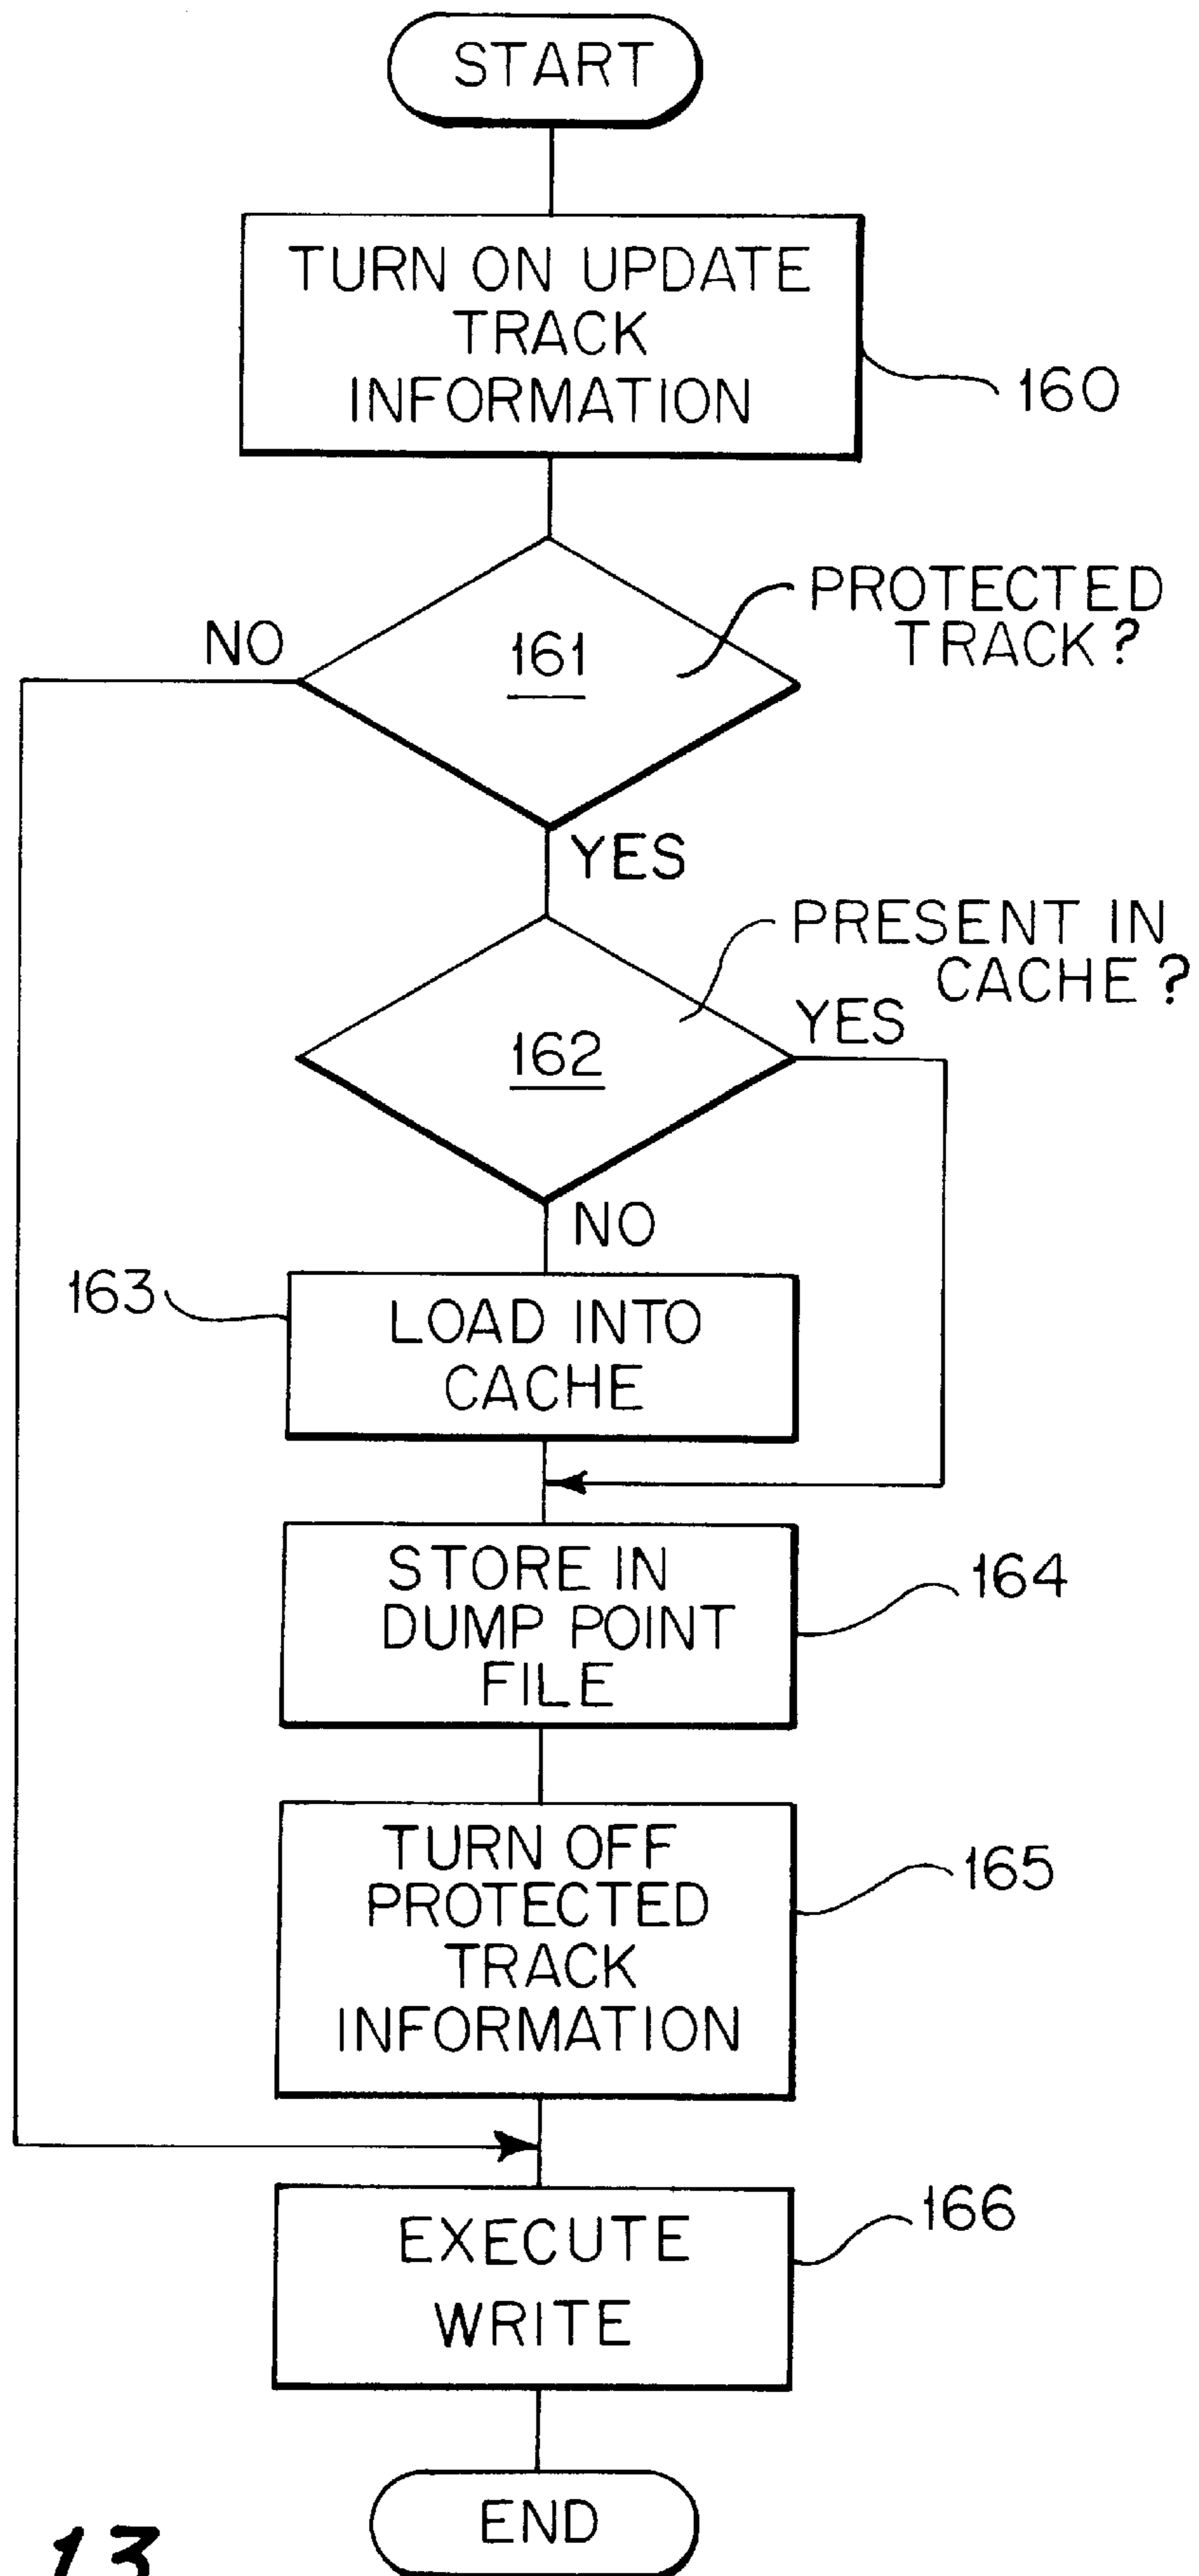 START
TURN ON UPDATE
TRACK
INFORMATION
160
PROTECTED
TRACK?
NO
161
YES
PRESENT IN
CACHE?
YES
162
NO
163
LOAD INTO
CACHE
STORE IN
DUMP POINT
FILE
164
TURN OFF
PROTECTED
TRACK
INFORMATION
165
EXECUTE
WRITE
166
END
13